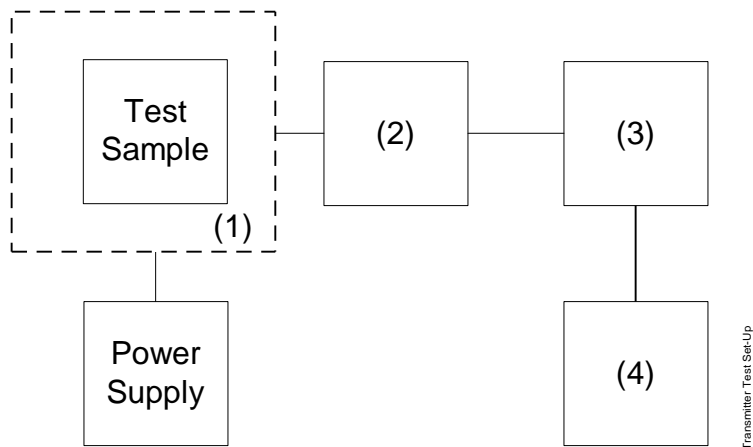 Test
Sample
(1)
(2)
(3)
Power
Supply
(4)
Transmitter Test Set-Up